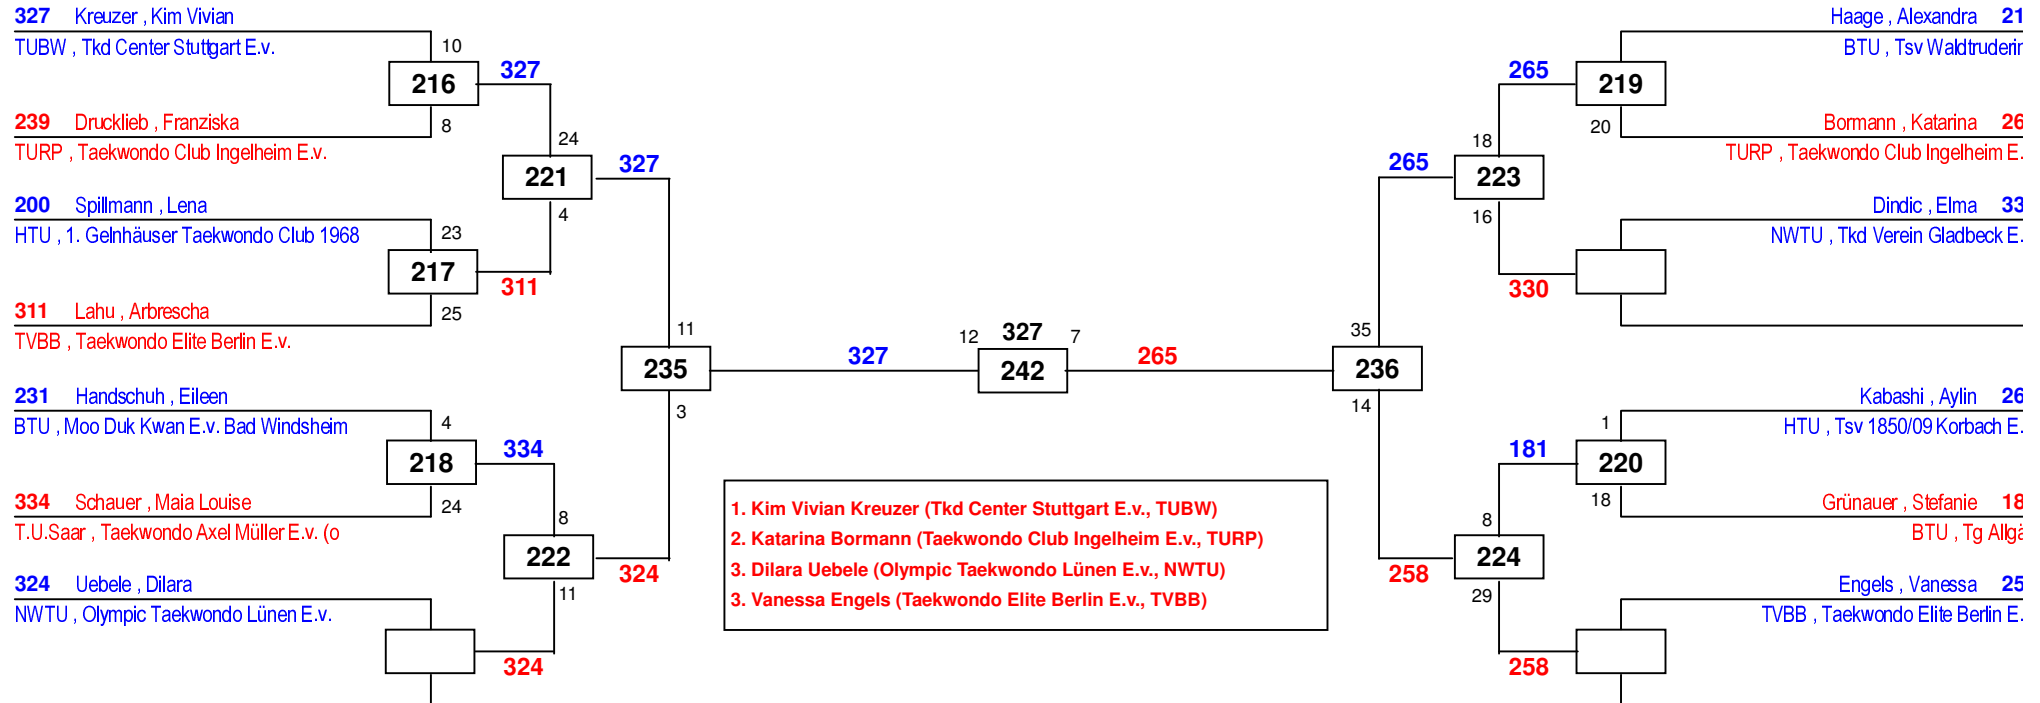 327 Kreuzer , Kim Vivian
TUBW , Tkd Center Stuttgart E.v.
10
216
327
239 Drucklieb , Franziska
8
TURP , Taekwondo Club Ingelheim E.v.
24
221
327
4
200 Spillmann , Lena
HTU , 1. Gelnhäuser Taekwondo Club 1968
23
217
311
311 Lahu , Arbrescha
25
TVBB , Taekwondo Elite Berlin E.v.
11
235
327
3
231 Handschuh , Eileen
BTU , Moo Duk Kwan E.v. Bad Windsheim
4
218
334
334 Schauer , Maia Louise
24
T.U.Saar , Taekwondo Axel Müller E.v. (o
8
222
324
11
324 Uebele , Dilara
NWTU , Olympic Taekwondo Lünen E.v.
324
12 327 7
242
265
1. Kim Vivian Kreuzer (Tkd Center Stuttgart E.v., TUBW)
2. Katarina Bormann (Taekwondo Club Ingelheim E.v., TURP)
3. Dilara Uebele (Olympic Taekwondo Lünen E.v., NWTU)
3. Vanessa Engels (Taekwondo Elite Berlin E.v., TVBB)
Haage , Alexandra 21
BTU , Tsv Waldtruderin
265
219
20
Bormann , Katarina 26
TURP , Taekwondo Club Ingelheim E.
18
265
223
16
Dindic , Elma 33
NWTU , Tkd Verein Gladbeck E.
330
35
236
14
Kabashi , Aylin 26
HTU , Tsv 1850/09 Korbach E.
1
181
220
18
Grünauer , Stefanie 18
BTU , Tg Allgä
8
224
258
29
Engels , Vanessa 25
TVBB , Taekwondo Elite Berlin E.
258